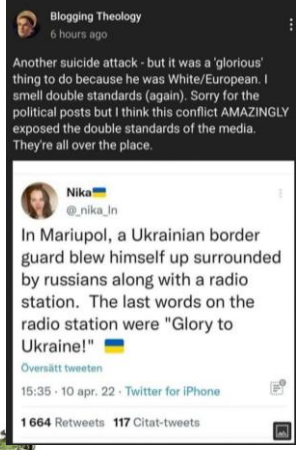 Blogging Theology
6 hours ago
Another suicide attack - but it was a 'glorious'
thing to do because he was White/European. I
smell double standards (again). Sorry for the
political posts but I think this conflict AMAZINGLY
exposed the double standards of the media.
They're all over the place.
Nika🇺🇦
@_nika_ln
In Mariupol, a Ukrainian border
guard blew himself up surrounded
by russians along with a radio
station. The last words on the
radio station were "Glory to
Ukraine!" 🇺🇦
Översätt tweeten
15:35 · 10 apr. 22 · Twitter for iPhone
1 664 Retweets 117 Citat-tweets